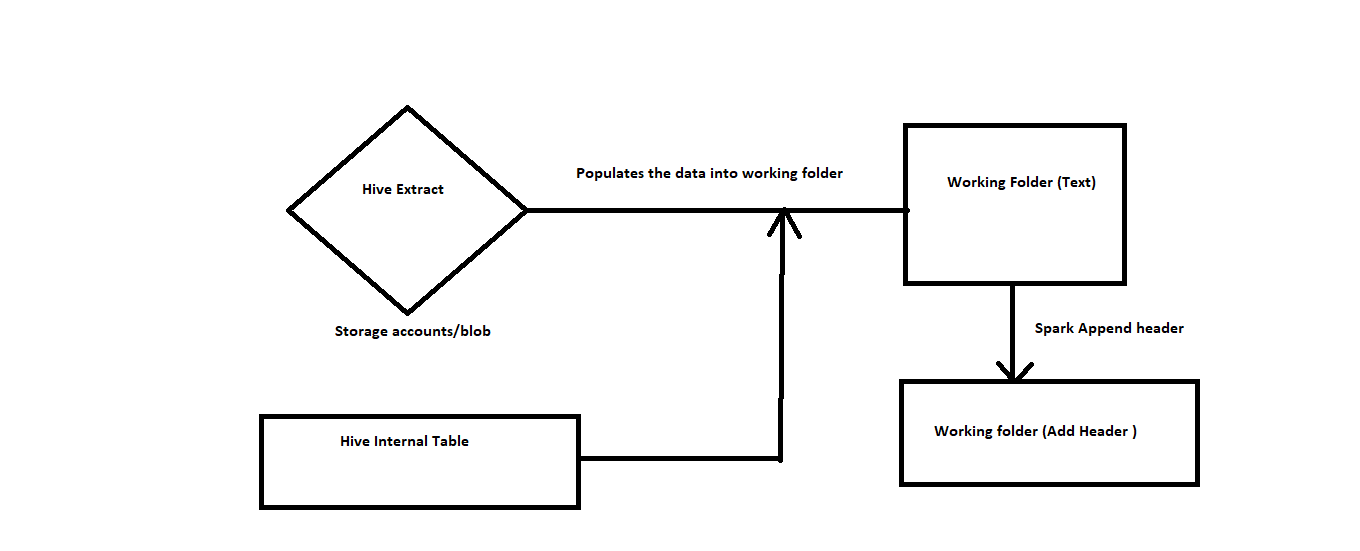 Populates the data into working folder
Hive Extract
Working Folder (Text)
Storage accounts/blob
Spark Append header
Hive Internal Table
Working folder (Add Header )